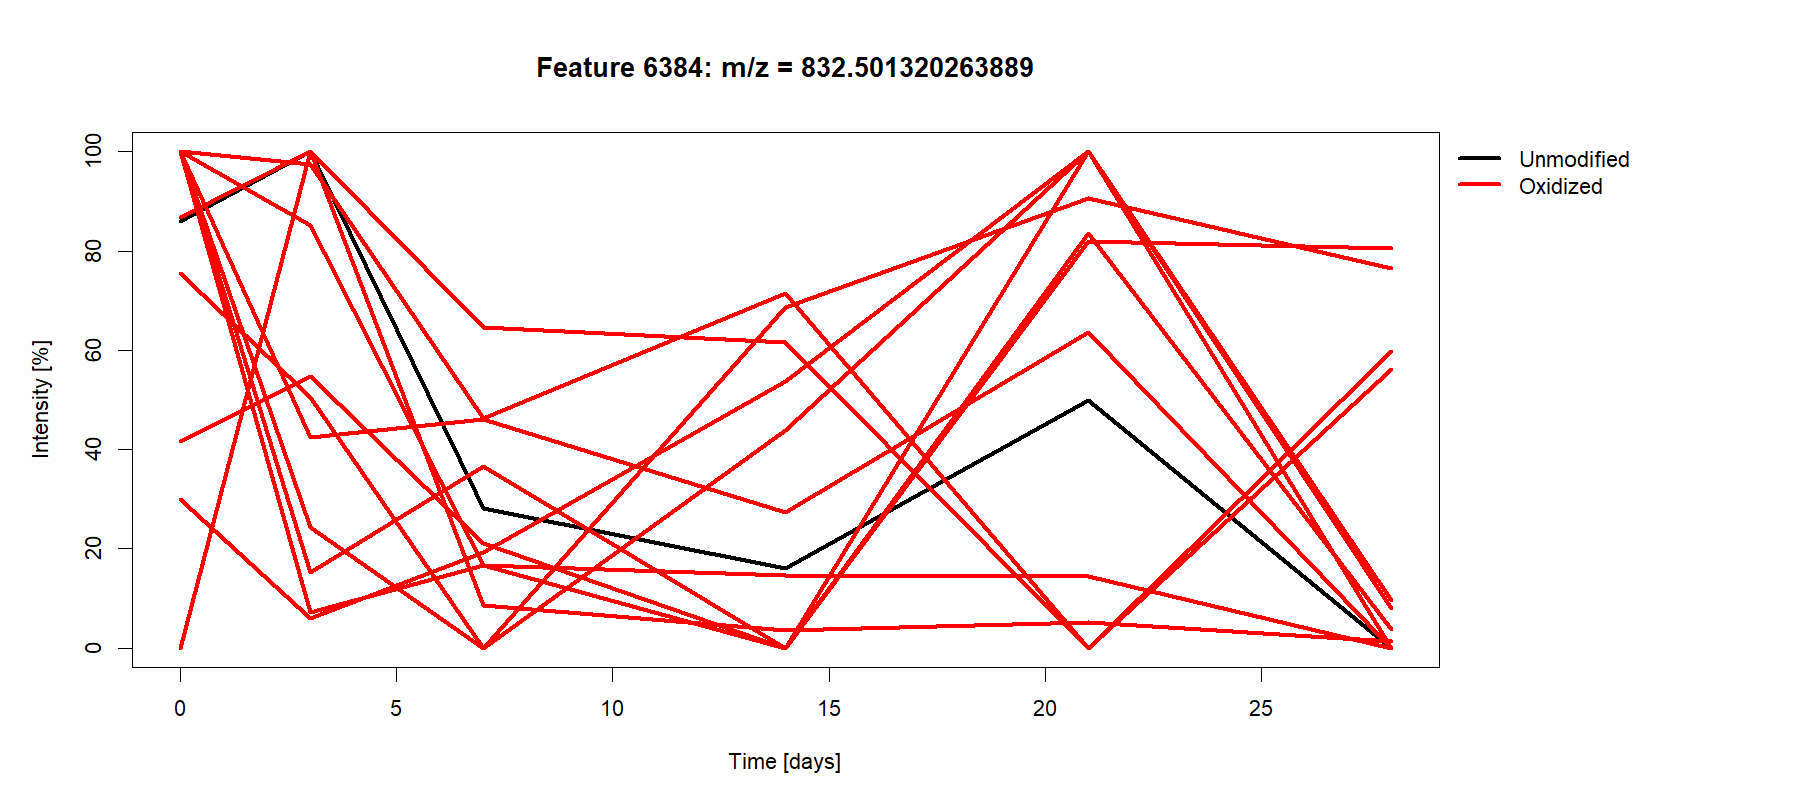 Feature 6384: m/z = 832.501320263889
Unmodified
Oxidized
Intensity [%]
100
80
60
40
20
0
0 5 10 15 20 25
Time [days]